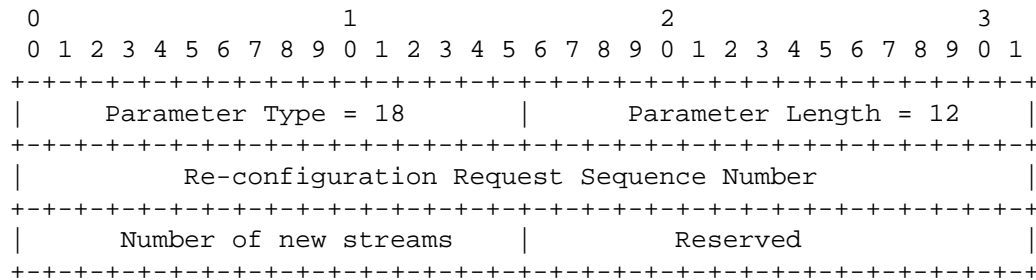 0                   1                   2                   3
 0 1 2 3 4 5 6 7 8 9 0 1 2 3 4 5 6 7 8 9 0 1 2 3 4 5 6 7 8 9 0 1
+-+-+-+-+-+-+-+-+-+-+-+-+-+-+-+-+-+-+-+-+-+-+-+-+-+-+-+-+-+-+-+-+
|     Parameter Type = 18       |      Parameter Length = 12    |
+-+-+-+-+-+-+-+-+-+-+-+-+-+-+-+-+-+-+-+-+-+-+-+-+-+-+-+-+-+-+-+-+
|          Re-configuration Request Sequence Number             |
+-+-+-+-+-+-+-+-+-+-+-+-+-+-+-+-+-+-+-+-+-+-+-+-+-+-+-+-+-+-+-+-+
|      Number of new streams    |         Reserved              |
+-+-+-+-+-+-+-+-+-+-+-+-+-+-+-+-+-+-+-+-+-+-+-+-+-+-+-+-+-+-+-+-+